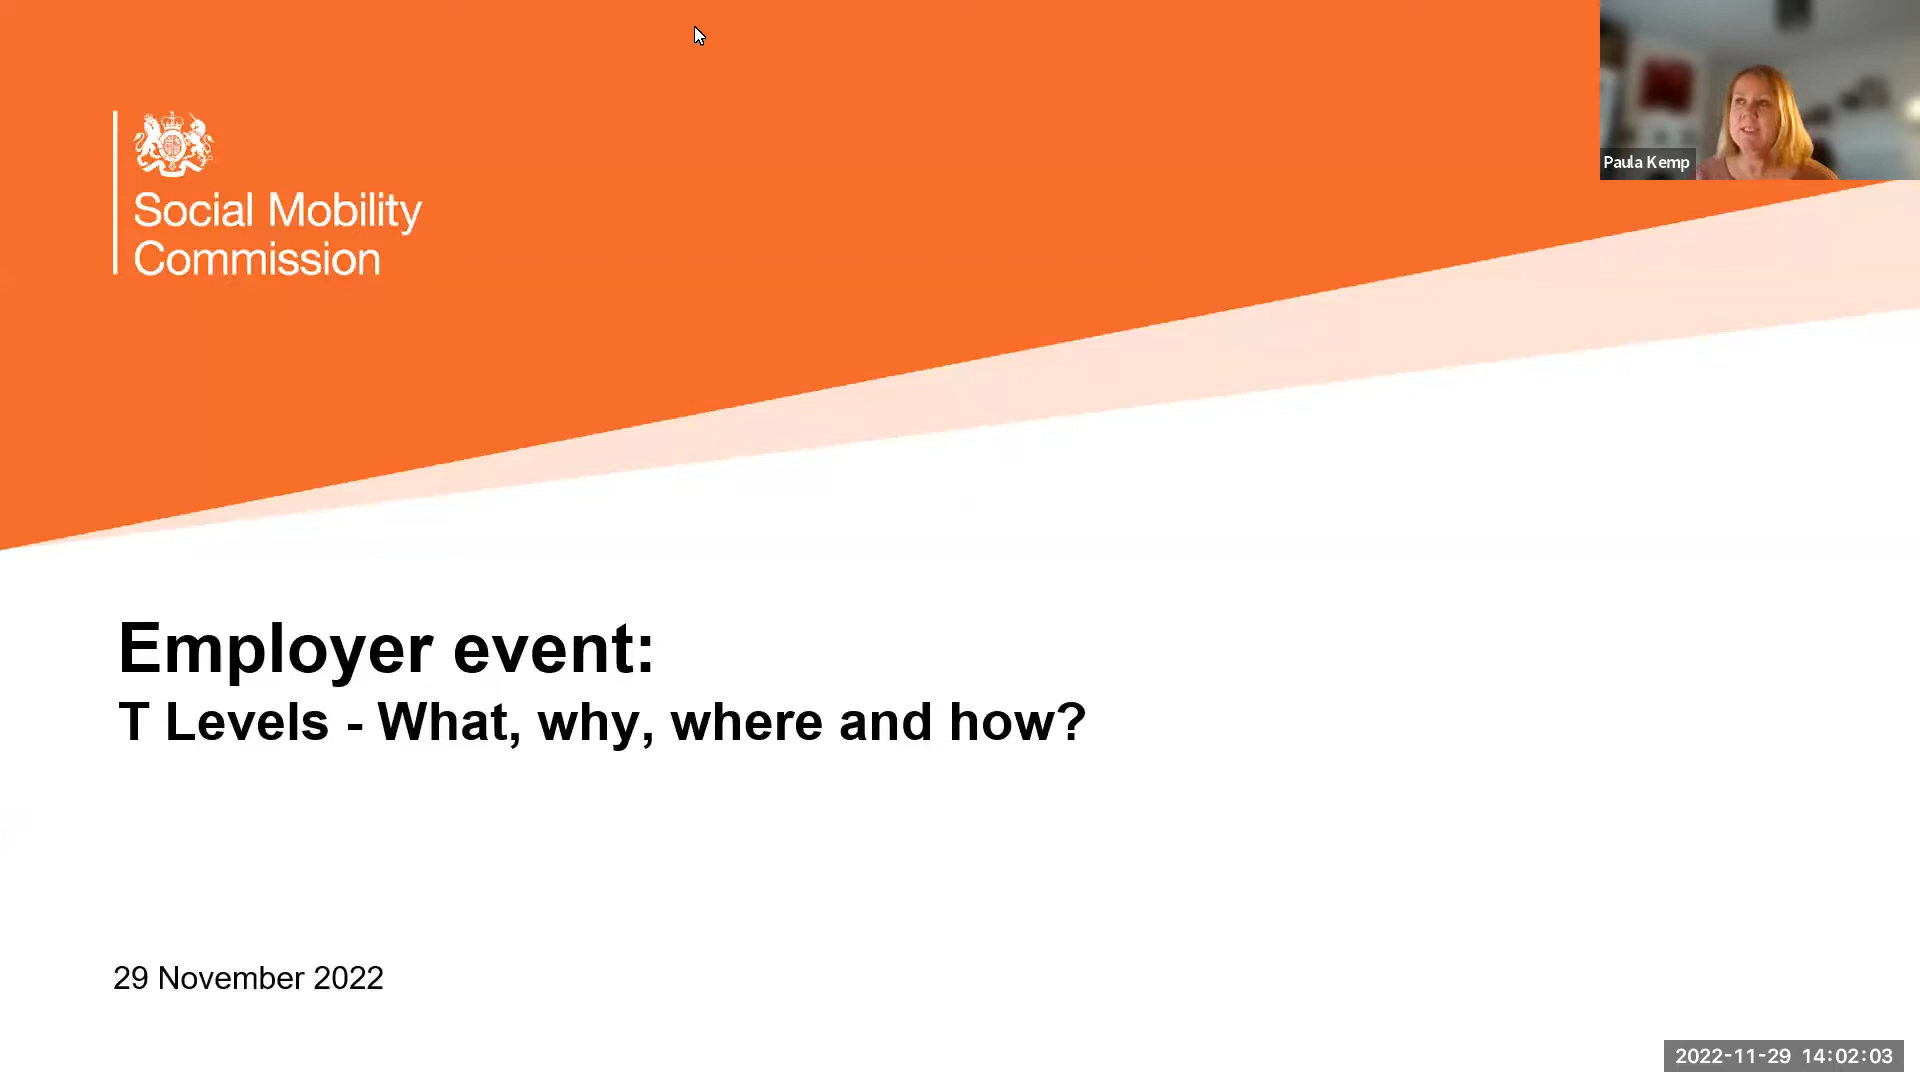 Paula Kemp
Social Mobility
Commission
Employer event:
T Levels - What, why, where and how?
29 November 2022
2022-11-29 14:02:03